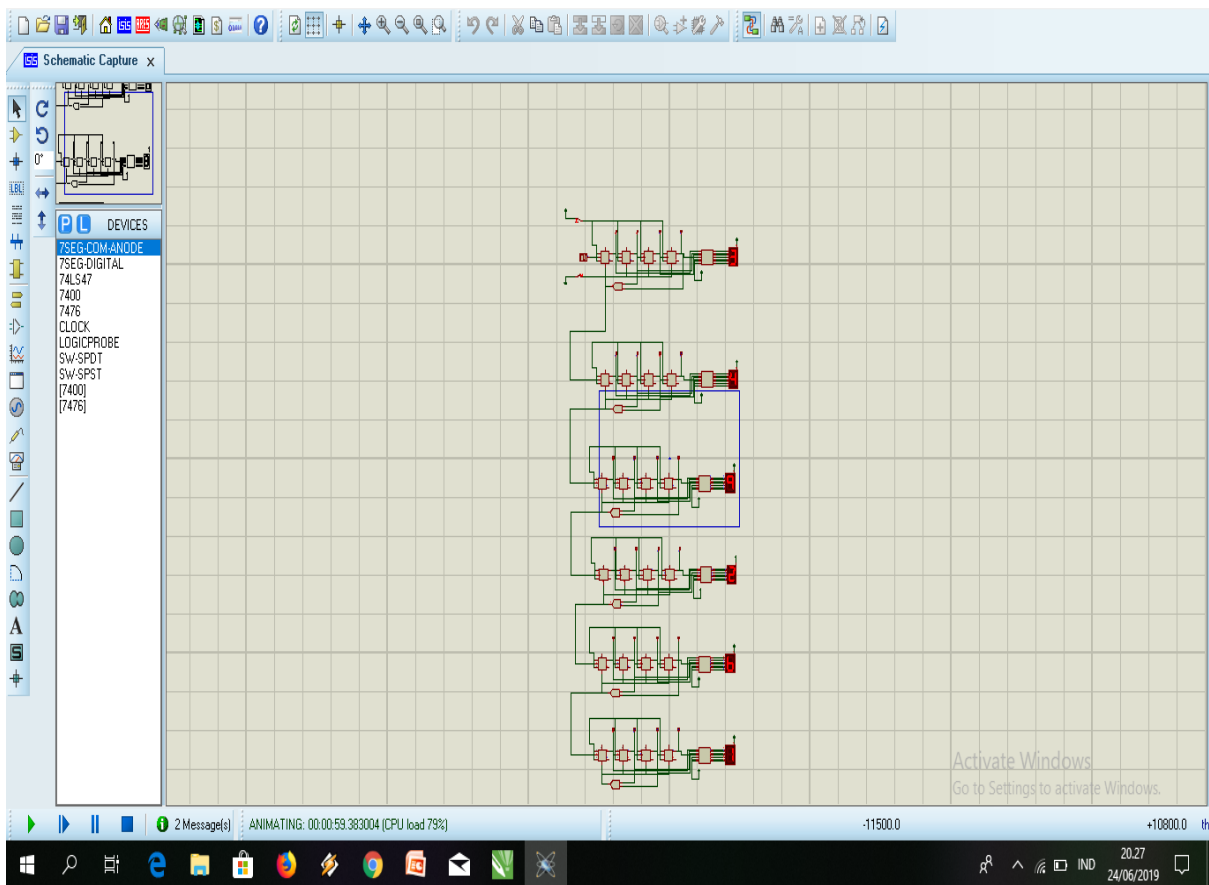 Schematic Capture x
LBL
0°
P L DEVICES
7SEG-COM-ANODE
7SEG-DIGITAL
74LS47
7400
7476
CLOCK
LOGICPROBE
SW-SPDT
SW-SPST
[7400]
[7476]
A
S
Activate Windows
Go to Settings to activate Windows.
2 Message(s) ANIMATING: 00:00:59.383004 (CPU load 79%) -11500.0 +10800.0 th
IND 20.27
24/06/2019